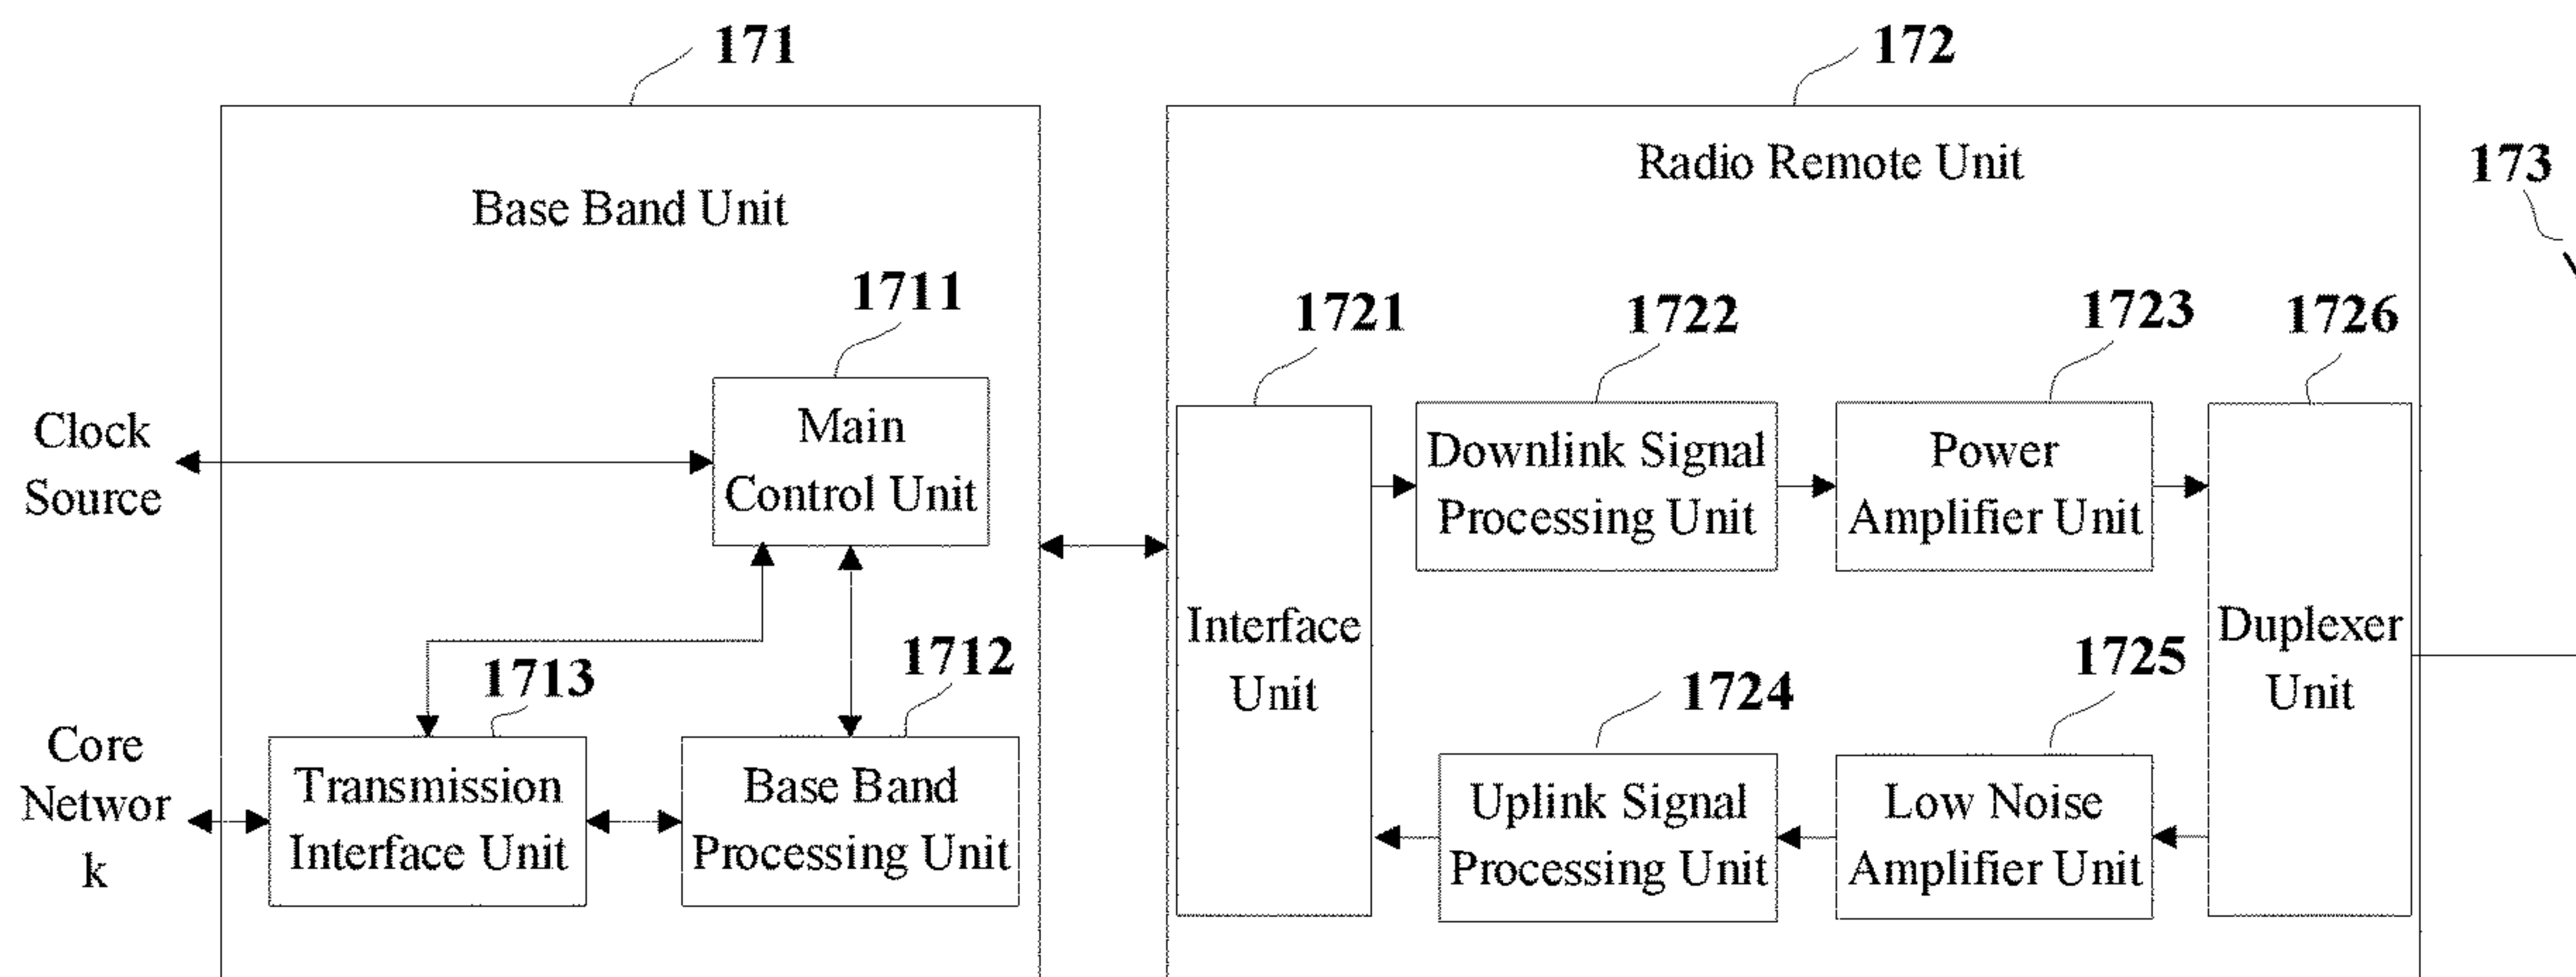 171
172
173
Base Band Unit
Radio Remote Unit
1711
1721
1722
1723
1726
Clock
Source
Main
Control Unit
Downlink Signal
Processing Unit
Power
Amplifier Unit
Interface
Unit
Duplexer
Unit
1713
1712
1724
1725
Core
Networ
k
Transmission
Interface Unit
Base Band
Processing Unit
Uplink Signal
Processing Unit
Low Noise
Amplifier Unit